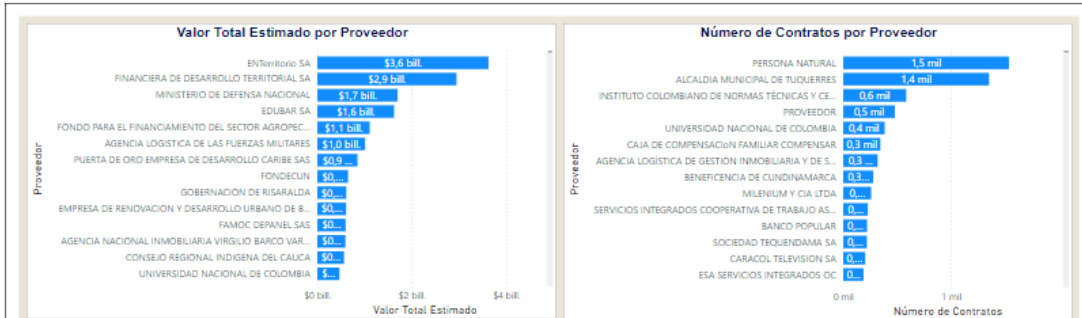 Valor Total Estimado por Proveedor
Proveedor
ENTerritorio SA $3,6 bill.
FINANCIERA DE DESARROLLO TERRITORIAL SA $2,9 bill.
MINISTERIO DE DEFENSA NACIONAL $1,7 bill.
EDUBAR SA $1,6 bill.
FONDO PARA EL FINANCIAMIENTO DEL SECTOR AGROPEC... $1,1 bill.
AGENCIA LOGISTICA DE LAS FUERZAS MILITARES $1,0 bill.
PUERTA DE ORO EMPRESA DE DESARROLLO CARIBE SAS $0,9 ...
FONDECUN $0,...
GOBERNACIÓN DE RISARALDA $0,...
EMPRESA DE RENOVACION Y DESARROLLO URBANO DE B... $0,...
FAMOC DEPANEL SAS $0...
AGENCIA NACIONAL INMOBILIARIA VIRGILIO BARCO VAR... $0...
CONSEJO REGIONAL INDIGENA DEL CAUCA $0...
UNIVERSIDAD NACIONAL DE COLOMBIA $...
$0 bill. $2 bill. $4 bill.
Valor Total Estimado
Número de Contratos por Proveedor
Proveedor
PERSONA NATURAL 1,5 mil
ALCALDIA MUNICIPAL DE TUQUERRES 1,4 mil
INSTITUTO COLOMBIANO DE NORMAS TÉCNICAS Y CE... 0,6 mil
PROVEEDOR 0,5 mil
UNIVERSIDAD NACIONAL DE COLOMBIA 0,4 mil
CAJA DE COMPENSACIoN FAMILIAR COMPENSAR 0,3 mil
AGENCIA LOGÍSTICA DE GESTIÓN INMOBILIARIA Y DE S... 0,3 ...
BENEFICENCIA DE CUNDINAMARCA 0,3...
MILENIUM Y CIA LTDA 0,...
SERVICIOS INTEGRADOS COOPERATIVA DE TRABAJO AS... 0,...
BANCO POPULAR 0,...
SOCIEDAD TEQUENDAMA SA 0,...
CARACOL TELEVISION SA 0,...
ESA SERVICIOS INTEGRADOS OC 0...
0 mil 1 mil
Número de Contratos